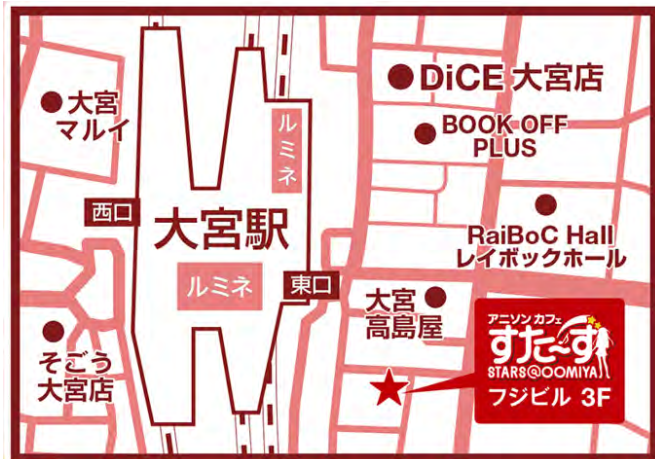 DiCE 大宮店
大宮
マルイ
ルミネ
BOOK OFF
PLUS
西口
大宮駅
RaiBoC Hall
レイボックホール
ルミネ
東口
大宮
高島屋
そごう
大宮店
アニソン カフェ
すた〜ず
STARS@OOMIYA
フジビル 3F